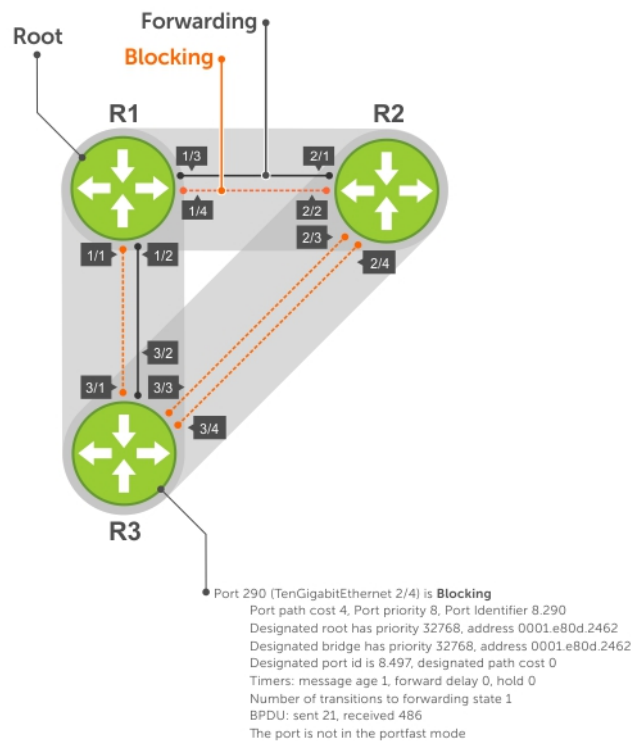 Forwarding
Root
Blocking
R1
R2
1/3
2/1
1/4
2/2
2/3
1/1
1/2
2/4
3/2
3/1
3/3
3/4
R3
Port 290 (TenGigabitEthernet 2/4) is Blocking
Port path cost 4, Port priority 8, Port Identifier 8.290
Designated root has priority 32768, address 0001.e80d.2462
Designated bridge has priority 32768, address 0001.e80d.2462
Designated port id is 8.497, designated path cost 0
Timers: message age 1, forward delay 0, hold 0
Number of transitions to forwarding state 1
BPDU: sent 21, received 486
The port is not in the portfast mode